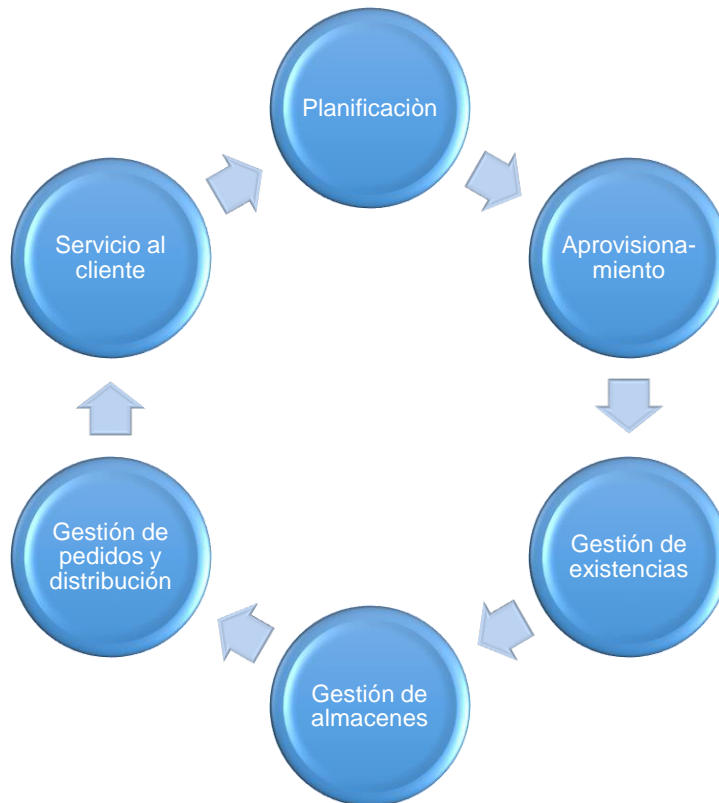 Planificaciòn
Aprovisiona-
miento
Gestión de
existencias
Gestión de
almacenes
Gestión de
pedidos y
distribución
Servicio al
cliente